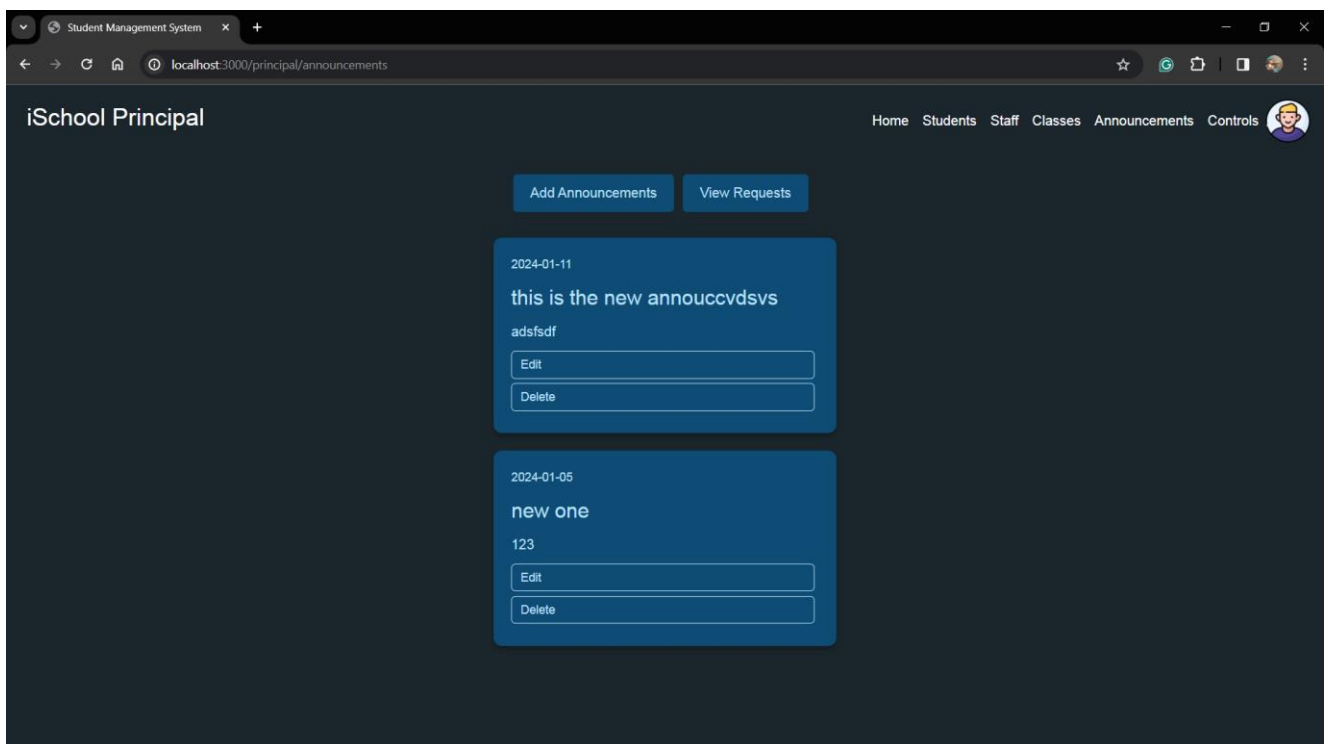 Student Management System
localhost:3000/principal/announcements
iSchool Principal
Home Students Staff Classes Announcements Controls
Add Announcements View Requests
2024-01-11
this is the new annouccvdsvs
adsfsdf
Edit
Delete
2024-01-05
new one
123
Edit
Delete